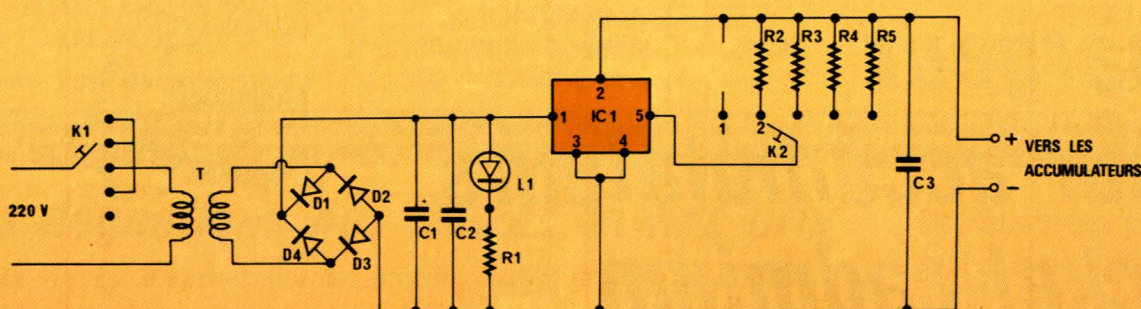 K1
220 V
T
D1
D2
D3
D4
C1
+
C2
L1
R1
IC1
1
2
3
4
5
R2
R3
R4
R5
1
2
K2
C3
+
VERS LES
ACCUMULATEURS
−